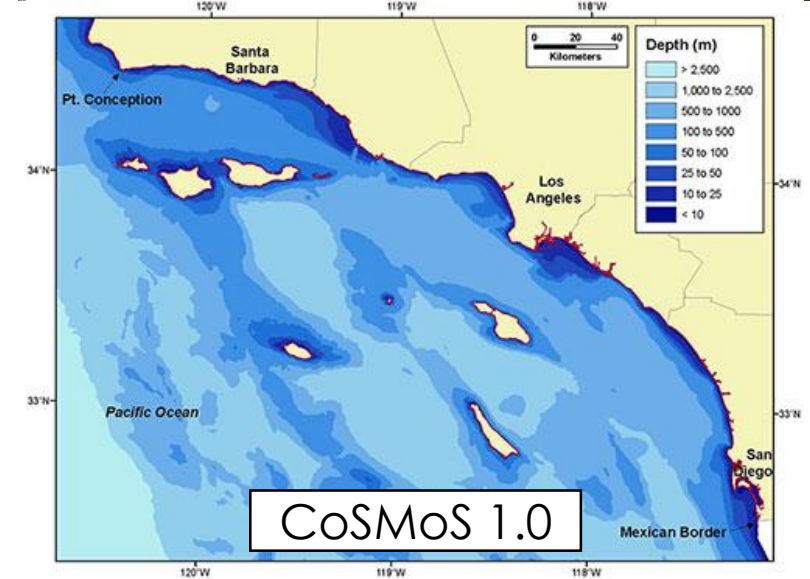 120°W 119°W 118°W
0 20 40
Kilometers
Depth (m)
> 2.500
1,000 to 2,500
500 to 1000
100 to 500
50 to 100
25 to 50
10 to 25
< 10
Santa
Barbara
Pt. Conception
34°N
34°N
Los
Angeles
33°N
33°N
Pacific Ocean
San
Diego
Mexican Border
CoSMoS 1.0
120°W 119°W 118°W